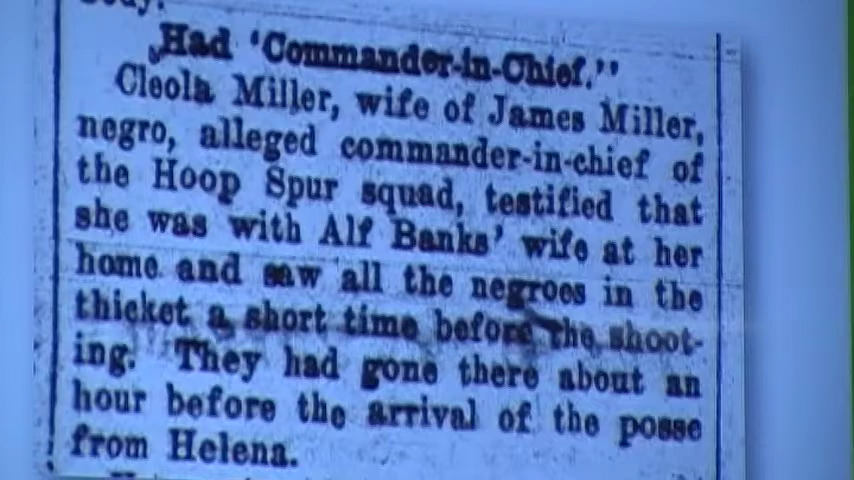 Had 'Commander-in-Chief."
Cleola Miller, wife of James Miller,
negro, alleged commander-in-chief of
the Hoop Spur squad, testified that
she was with Alf Banks' wife at her
home and saw all the negroes in the
thicket a short time before the shoot-
ing. They had gone there about an
hour before the arrival of the posse
from Helena.